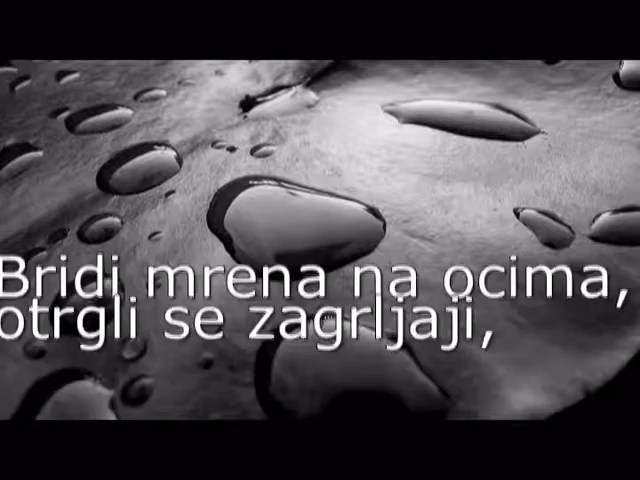 Bridi mrena na ocima,
otrgli se zagrljaji,